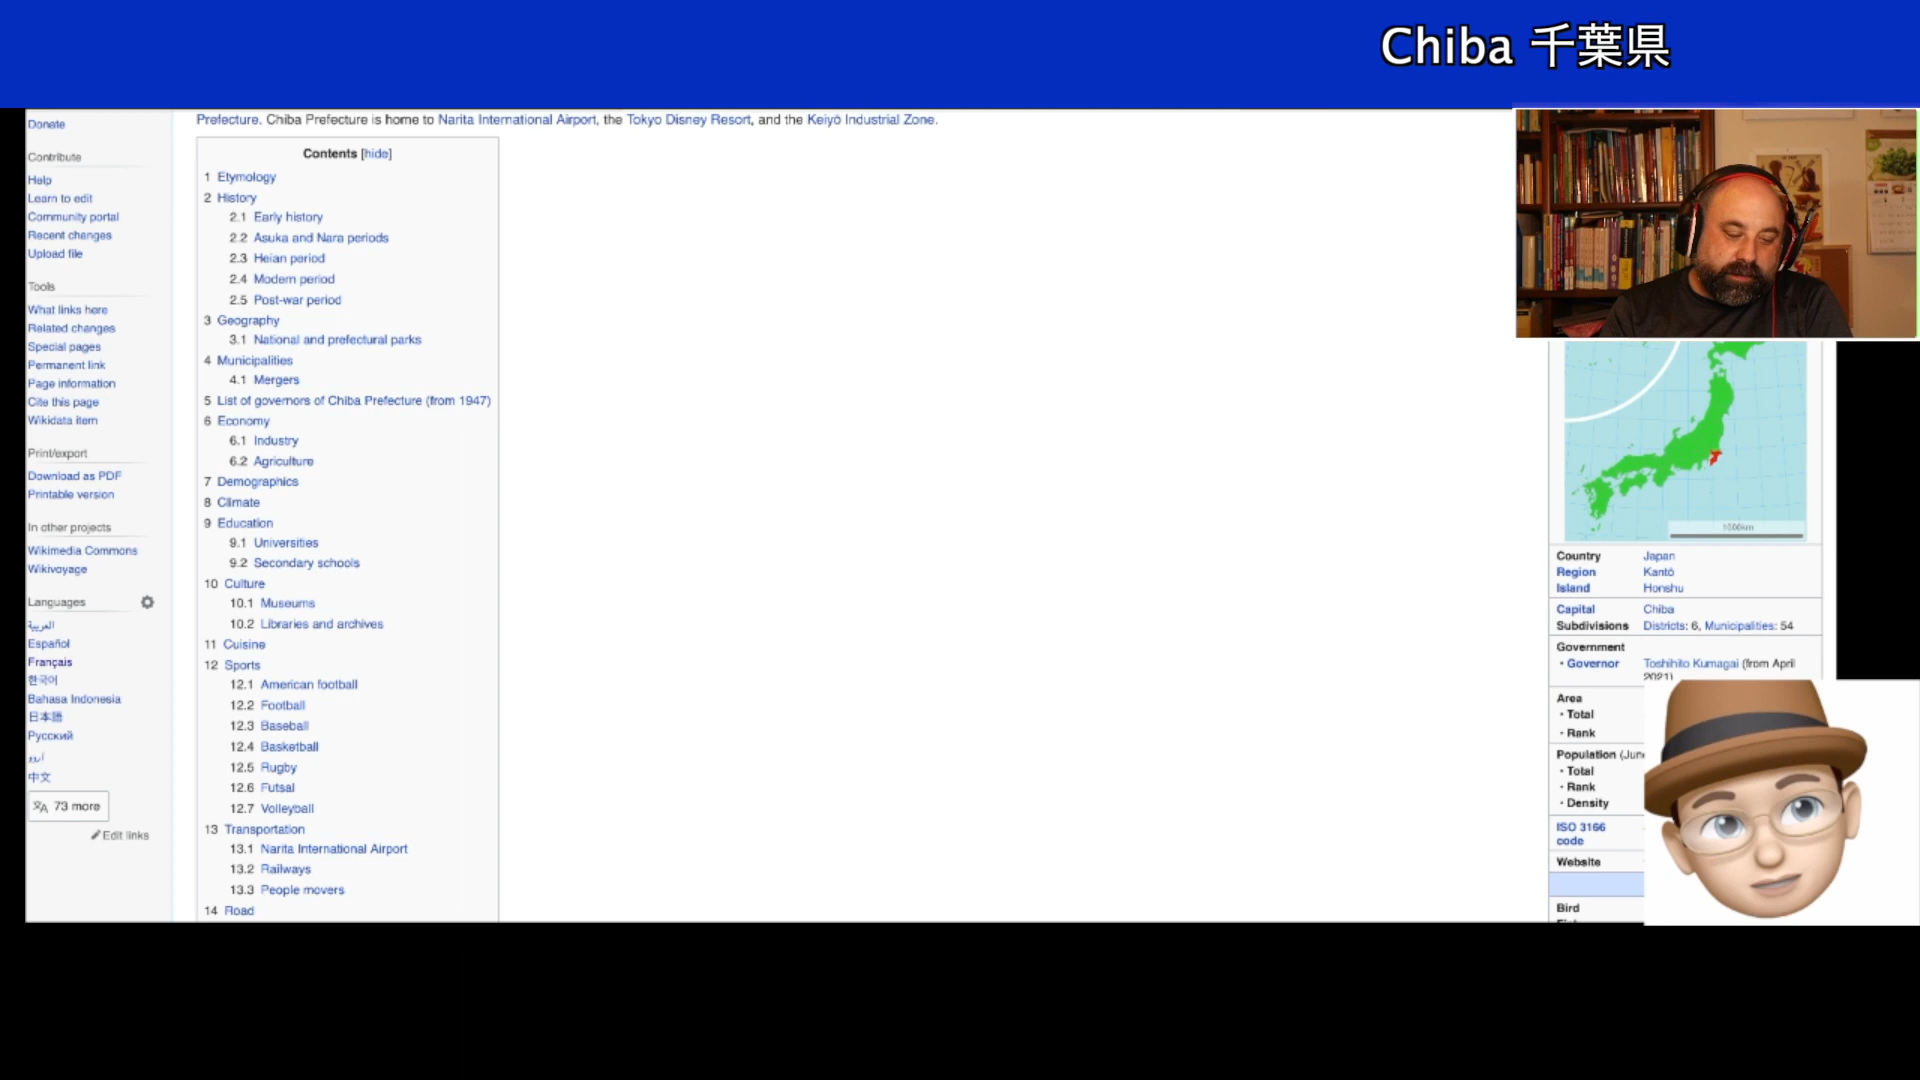 Chiba 千葉県
Donate
Contribute
Help
Learn to edit
Community portal
Recent changes
Upload file
Tools
What links here
Related changes
Special pages
Permanent link
Page information
Cite this page
Wikidata item
Print/export
Download as PDF
Printable version
In other projects
Wikimedia Commons
Wikivoyage
Languages
العربية
Español
Français
한국어
Bahasa Indonesia
日本語
Русский
اردو
中文
73 more
Edit links
Prefecture. Chiba Prefecture is home to Narita International Airport, the Tokyo Disney Resort, and the Keiyō Industrial Zone.
Contents [hide]
1 Etymology
2 History
2.1 Early history
2.2 Asuka and Nara periods
2.3 Heian period
2.4 Modern period
2.5 Post-war period
3 Geography
3.1 National and prefectural parks
4 Municipalities
4.1 Mergers
5 List of governors of Chiba Prefecture (from 1947)
6 Economy
6.1 Industry
6.2 Agriculture
7 Demographics
8 Climate
9 Education
9.1 Universities
9.2 Secondary schools
10 Culture
10.1 Museums
10.2 Libraries and archives
11 Cuisine
12 Sports
12.1 American football
12.2 Football
12.3 Baseball
12.4 Basketball
12.5 Rugby
12.6 Futsal
12.7 Volleyball
13 Transportation
13.1 Narita International Airport
13.2 Railways
13.3 People movers
14 Road
1000km
Country Japan
Region Kantō
Island Honshu
Capital Chiba
Subdivisions Districts: 6, Municipalities: 54
Government
• Governor Toshihito Kumagai (from April
2021)
Area
• Total
• Rank
Population (June
• Total
• Rank
• Density
ISO 3166
code
Website
Bird